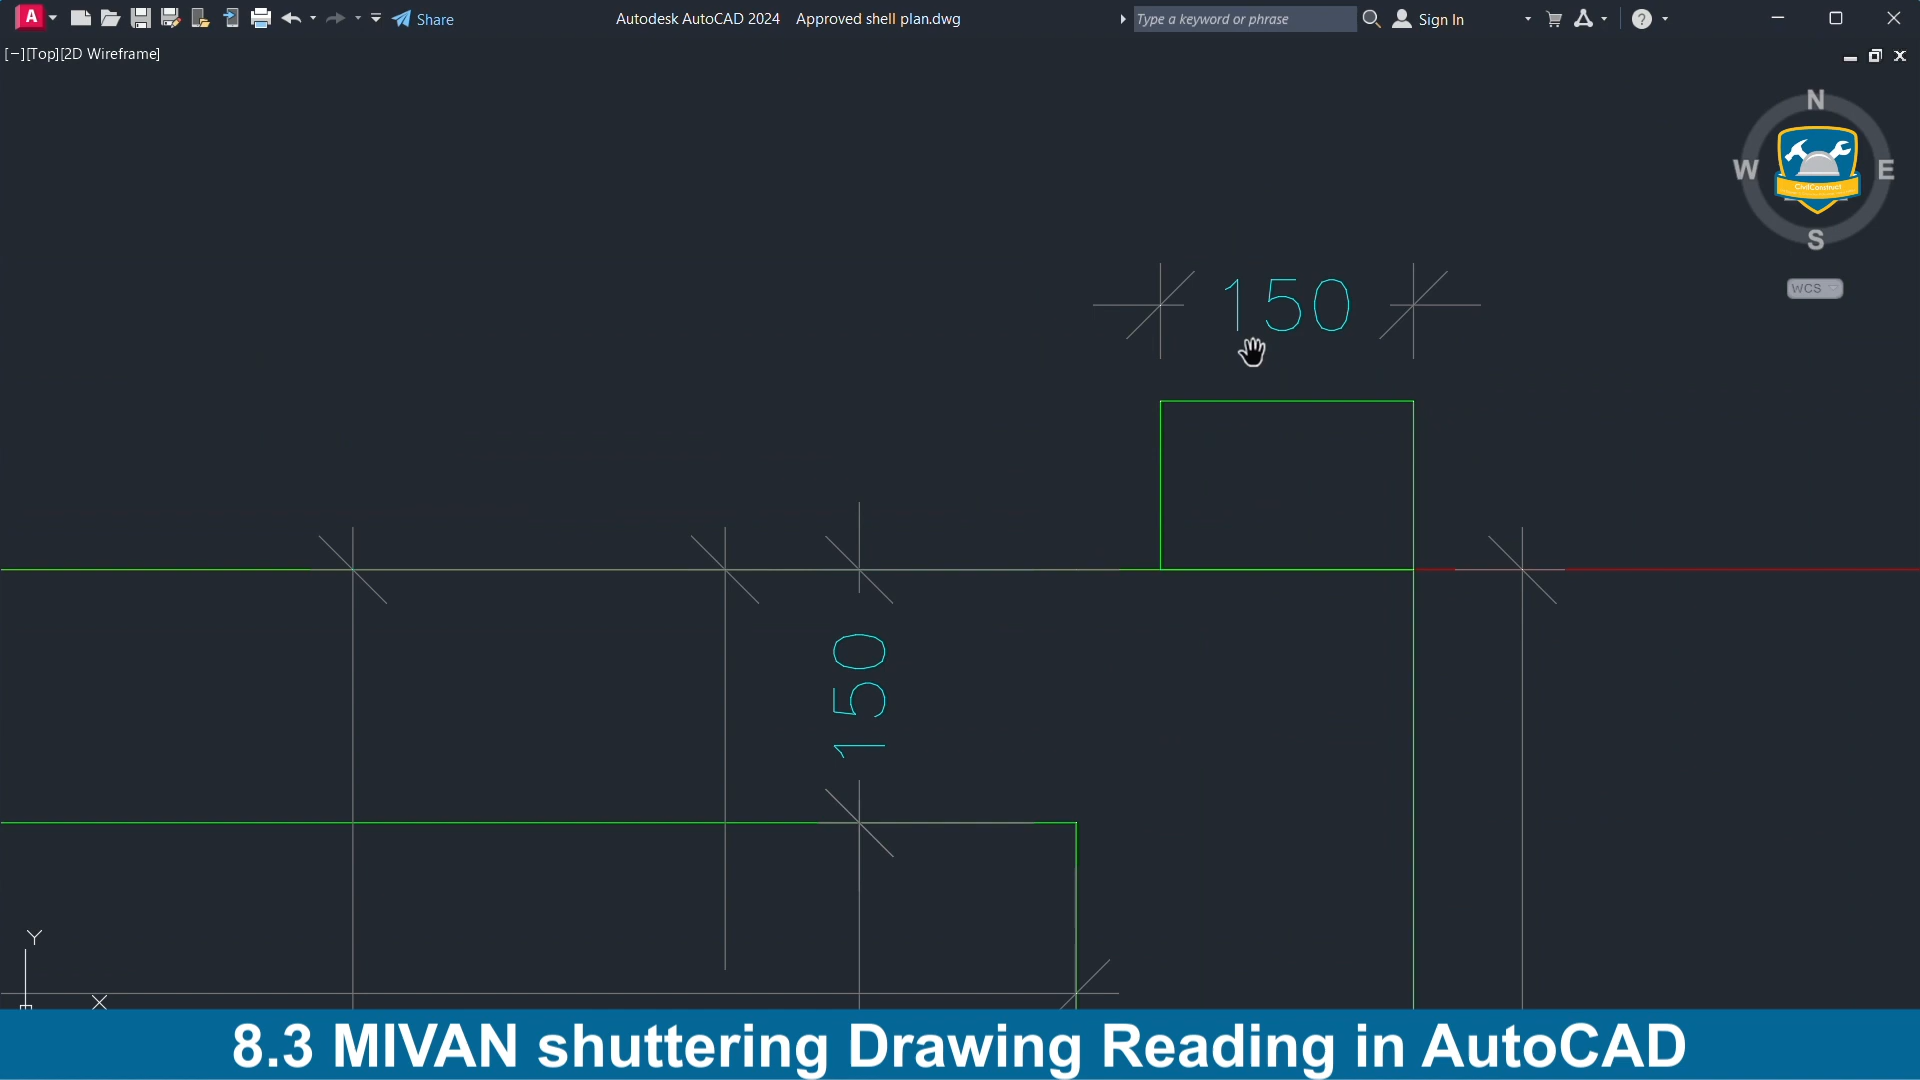 Share
Autodesk AutoCAD 2024 Approved shell plan.dwg
Type a keyword or phrase
Sign In
[−][Top][2D Wireframe]
N
W
E
S
CivilConstruct
WCS
150
150
Y
X
8.3 MIVAN shuttering Drawing Reading in AutoCAD